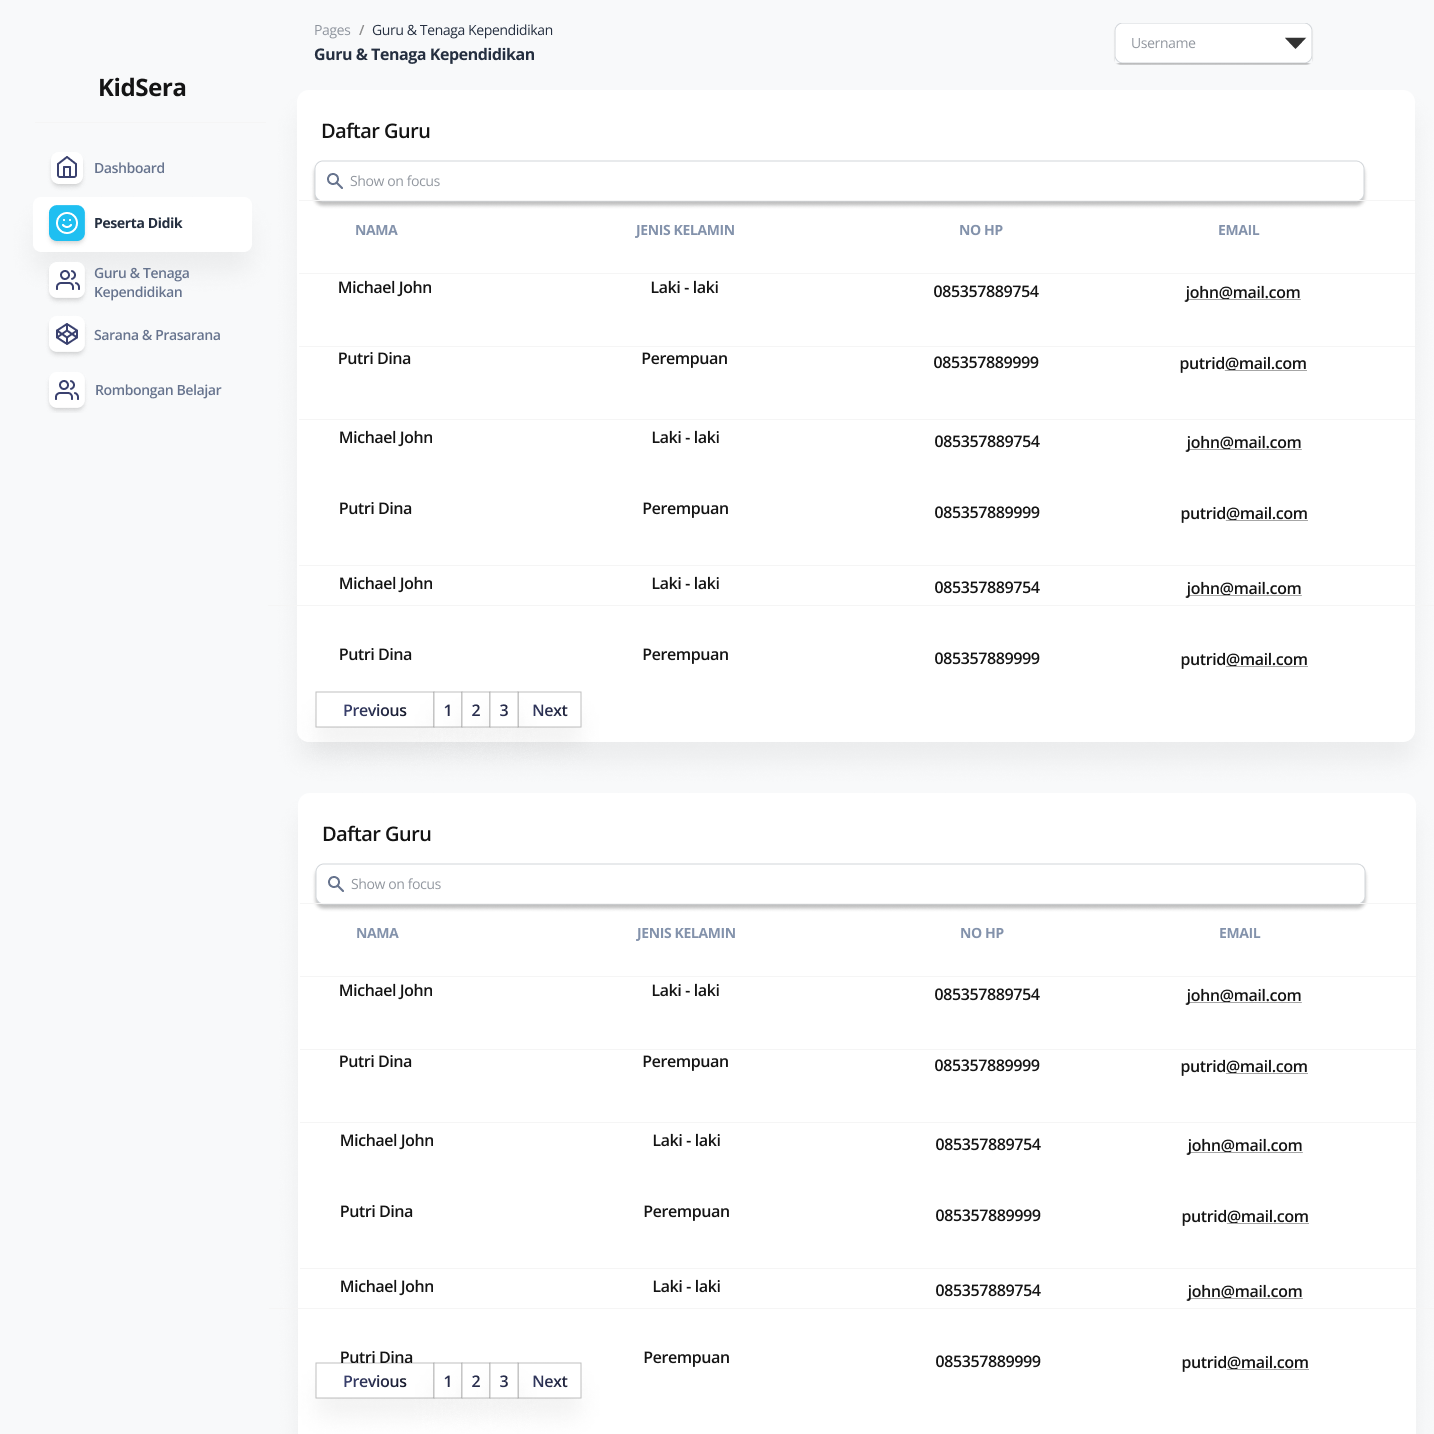 Pages / Guru & Tenaga Kependidikan
Guru & Tenaga Kependidikan
Username
KidSera
Dashboard
Peserta Didik
Guru & Tenaga
Kependidikan
Sarana & Prasarana
Rombongan Belajar
Daftar Guru
Show on focus
NAMA JENIS KELAMIN NO HP EMAIL
Michael John Laki - laki 085357889754 john@mail.com
Putri Dina Perempuan 085357889999 putrid@mail.com
Michael John Laki - laki 085357889754 john@mail.com
Putri Dina Perempuan 085357889999 putrid@mail.com
Michael John Laki - laki 085357889754 john@mail.com
Putri Dina Perempuan 085357889999 putrid@mail.com
Previous 1 2 3 Next
Daftar Guru
Show on focus
NAMA JENIS KELAMIN NO HP EMAIL
Michael John Laki - laki 085357889754 john@mail.com
Putri Dina Perempuan 085357889999 putrid@mail.com
Michael John Laki - laki 085357889754 john@mail.com
Putri Dina Perempuan 085357889999 putrid@mail.com
Michael John Laki - laki 085357889754 john@mail.com
Putri Dina Perempuan 085357889999 putrid@mail.com
Previous 1 2 3 Next